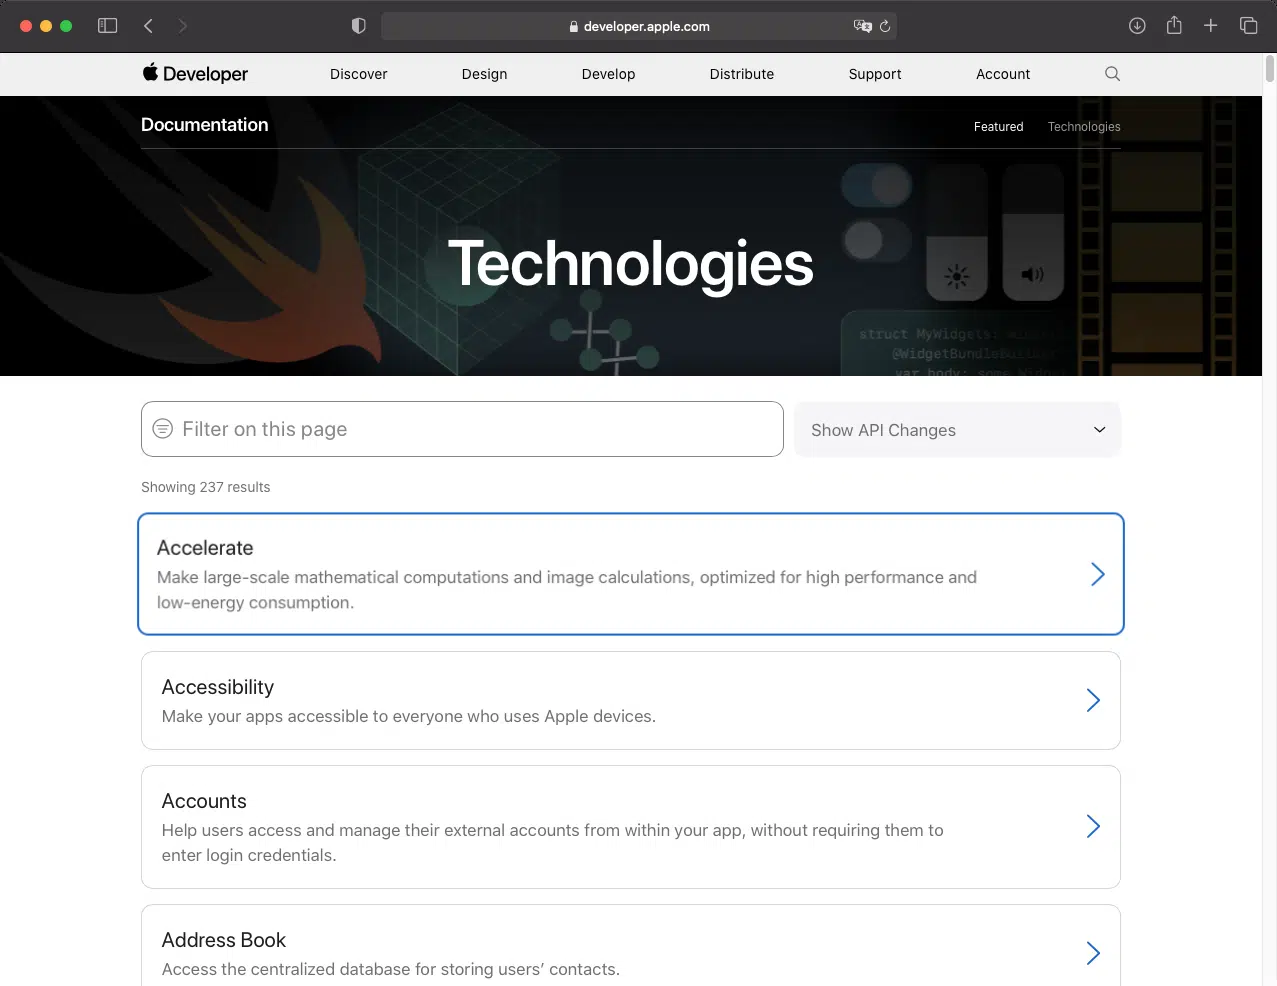 developer.apple.com
Developer
Discover
Design
Develop
Distribute
Support
Account
Documentation
Featured
Technologies
Technologies
struct MyWidgets:
@WidgetBundleBuilder
var body: some Widget
Filter on this page
Show API Changes
Showing 237 results
Accelerate
Make large-scale mathematical computations and image calculations, optimized for high performance and
low-energy consumption.
Accessibility
Make your apps accessible to everyone who uses Apple devices.
Accounts
Help users access and manage their external accounts from within your app, without requiring them to
enter login credentials.
Address Book
Access the centralized database for storing users’ contacts.